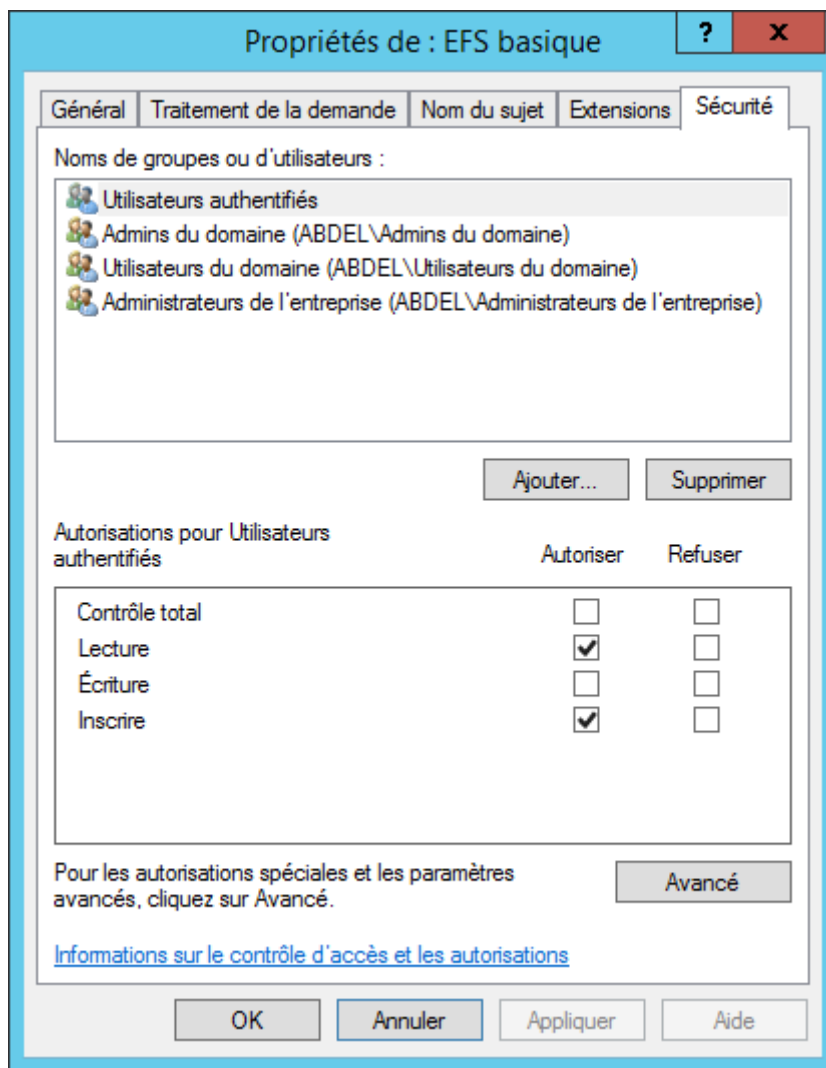 Propriétés de : EFS basique
?
x
Général
Traitement de la demande
Nom du sujet
Extensions
Sécurité
Noms de groupes ou d'utilisateurs :
Utilisateurs authentifiés
Admins du domaine (ABDEL\Admins du domaine)
Utilisateurs du domaine (ABDEL\Utilisateurs du domaine)
Administrateurs de l'entreprise (ABDEL\Administrateurs de l'entreprise)
Ajouter...
Supprimer
Autorisations pour Utilisateurs
authentifiés
Autoriser
Refuser
Contrôle total
Lecture
Écriture
Inscrire
Pour les autorisations spéciales et les paramètres
avancés, cliquez sur Avancé.
Avancé
Informations sur le contrôle d'accès et les autorisations
OK
Annuler
Appliquer
Aide